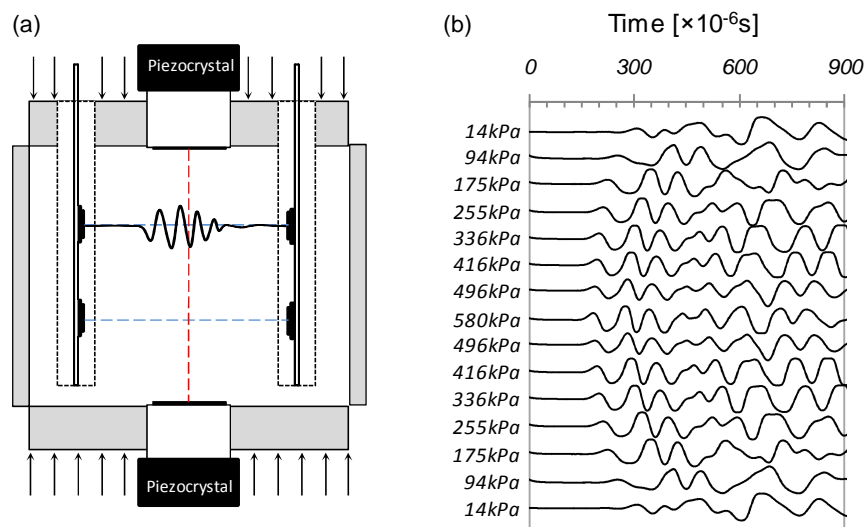 (a)
Piezocrystal
Piezocrystal
(b)
Time [×10⁻⁶s]
0 300 600 900
14kPa
94kPa
175kPa
255kPa
336kPa
416kPa
496kPa
580kPa
496kPa
416kPa
336kPa
255kPa
175kPa
94kPa
14kPa